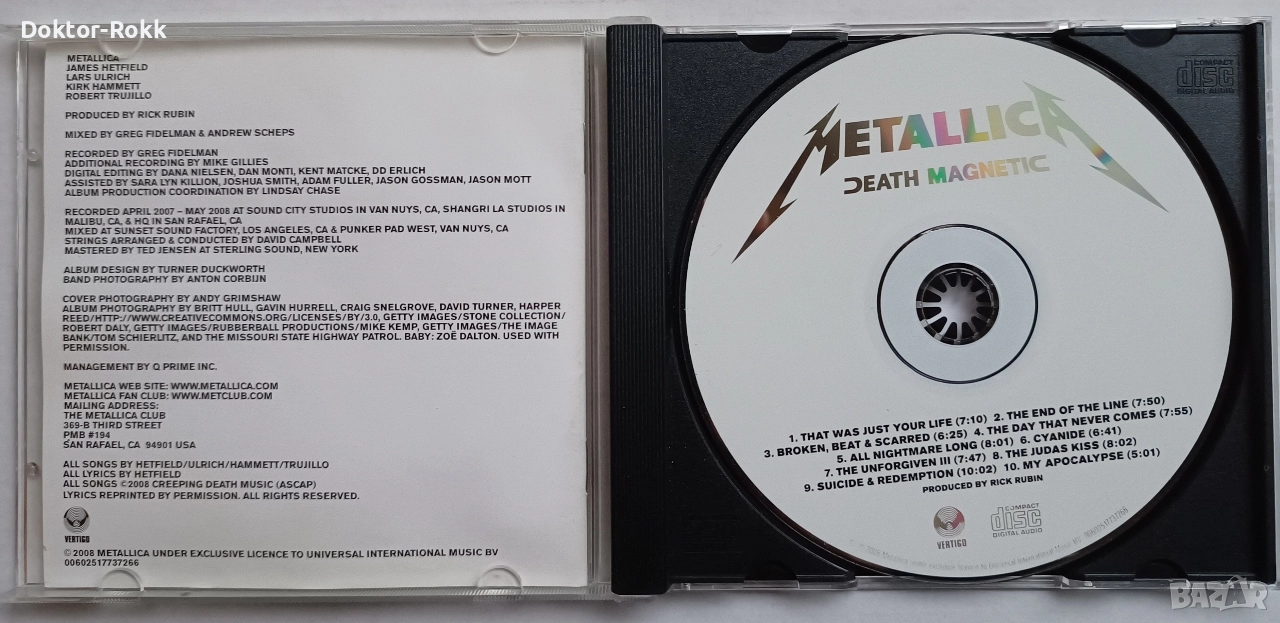 Doktor-Rokk
METALLICA
JAMES HETFIELD
LARS ULRICH
KIRK HAMMETT
ROBERT TRUJILLO
PRODUCED BY RICK RUBIN
MIXED BY GREG FIDELMAN & ANDREW SCHEPS
RECORDED BY GREG FIDELMAN
ADDITIONAL RECORDING BY MIKE GILLIES
DIGITAL EDITING BY DANA NIELSEN, DAN MONTI, KENT MATCKE, DD ERLICH
ASSISTED BY SARA LYN KILLION, JOSHUA SMITH, ADAM FULLER, JASON GOSSMAN, JASON MOTT
ALBUM PRODUCTION COORDINATION BY LINDSAY CHASE
RECORDED APRIL 2007 – MAY 2008 AT SOUND CITY STUDIOS IN VAN NUYS, CA, SHANGRI LA STUDIOS IN
MALIBU, CA, & HQ IN SAN RAFAEL, CA
MIXED AT SUNSET SOUND FACTORY, LOS ANGELES, CA & PUNKER PAD WEST, VAN NUYS, CA
STRINGS ARRANGED & CONDUCTED BY DAVID CAMPBELL
MASTERED BY TED JENSEN AT STERLING SOUND, NEW YORK
ALBUM DESIGN BY TURNER DUCKWORTH
BAND PHOTOGRAPHY BY ANTON CORBIJN
COVER PHOTOGRAPHY BY ANDY GRIMSHAW
ALBUM PHOTOGRAPHY BY BRITT HULL, GAVIN HURRELL, CRAIG SNELGROVE, DAVID TURNER, HARPER
REED/HTTP://WWW.CREATIVECOMMONS.ORG/LICENSES/BY/3.0, GETTY IMAGES/STONE COLLECTION/
ROBERT DALY, GETTY IMAGES/RUBBERBALL PRODUCTIONS/MIKE KEMP, GETTY IMAGES/THE IMAGE
BANK/TOM SCHIERLITZ, AND THE MISSOURI STATE HIGHWAY PATROL. BABY: ZOË DALTON. USED WITH
PERMISSION.
MANAGEMENT BY Q PRIME INC.
METALLICA WEB SITE: WWW.METALLICA.COM
METALLICA FAN CLUB: WWW.METCLUB.COM
MAILING ADDRESS:
THE METALLICA CLUB
369-B THIRD STREET
PMB #194
SAN RAFAEL, CA 94901 USA
ALL SONGS BY HETFIELD/ULRICH/HAMMETT/TRUJILLO
ALL LYRICS BY HETFIELD
ALL SONGS ©2008 CREEPING DEATH MUSIC (ASCAP)
LYRICS REPRINTED BY PERMISSION. ALL RIGHTS RESERVED.
VERTIGO
© 2008 METALLICA UNDER EXCLUSIVE LICENCE TO UNIVERSAL INTERNATIONAL MUSIC BV
00602517737266
COMPACT
disc
DIGITAL AUDIO
METALLICA
DEATH MAGNETIC
1. THAT WAS JUST YOUR LIFE (7:10) 2. THE END OF THE LINE (7:50)
3. BROKEN, BEAT & SCARRED (6:25) 4. THE DAY THAT NEVER COMES (7:55)
5. ALL NIGHTMARE LONG (8:01) 6. CYANIDE (6:41)
7. THE UNFORGIVEN III (7:47) 8. THE JUDAS KISS (8:02)
9. SUICIDE & REDEMPTION (10:02) 10. MY APOCALYPSE (5:01)
PRODUCED BY RICK RUBIN
VERTIGO
COMPACT
disc
DIGITAL AUDIO
2008 Metallica under exclusive licence to Universal International Music BV 00602517737266
BAZAR